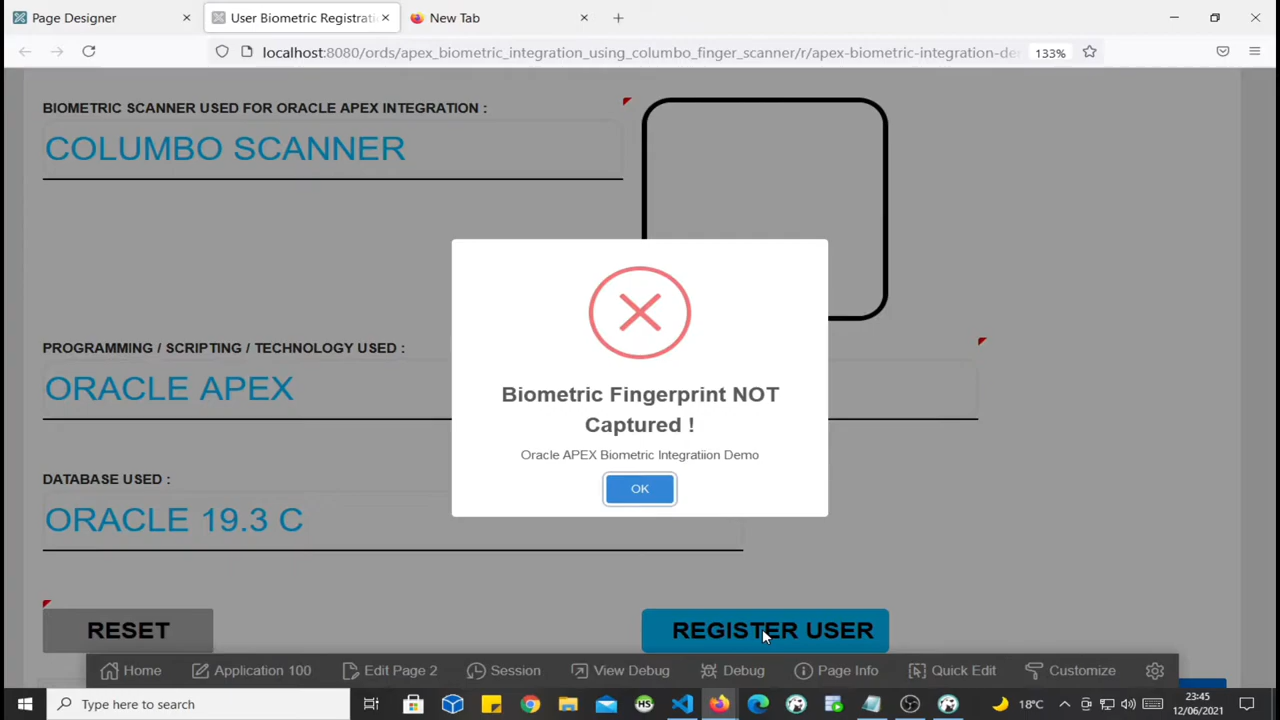 Page Designer
User Biometric Registrati
New Tab
localhost:8080/ords/apex_biometric_integration_using_columbo_finger_scanner/r/apex-biometric-integration-de
133%
BIOMETRIC SCANNER USED FOR ORACLE APEX INTEGRATION :
COLUMBO SCANNER
Biometric Fingerprint NOT
Captured !
Oracle APEX Biometric Integratiion Demo
OK
PROGRAMMING / SCRIPTING / TECHNOLOGY USED :
ORACLE APEX
DATABASE USED :
ORACLE 19.3 C
RESET
REGISTER USER
Home
Application 100
Edit Page 2
Session
View Debug
Debug
Page Info
Quick Edit
Customize
Type here to search
HS
18°C
23:45
12/06/2021